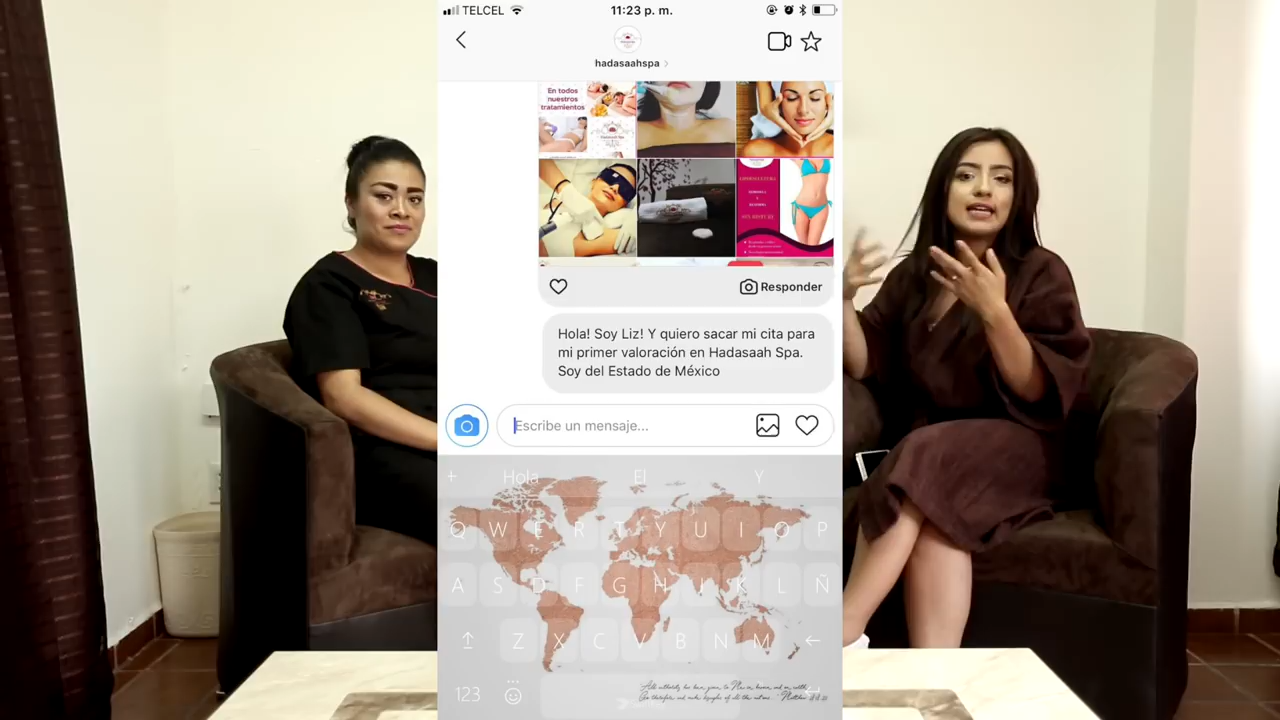 TELCEL
11:23 p. m.
hadasaahspa
En todos
nuestros
tratamientos
Responder
Hola! Soy Liz! Y quiero sacar mi cita para
mi primer valoración en Hadasaah Spa.
Soy del Estado de México
Escribe un mensaje...
+ Hola El Y
Q W E R T Y U I O P
A S D F G H J K L Ñ
Z X C V B N M
123